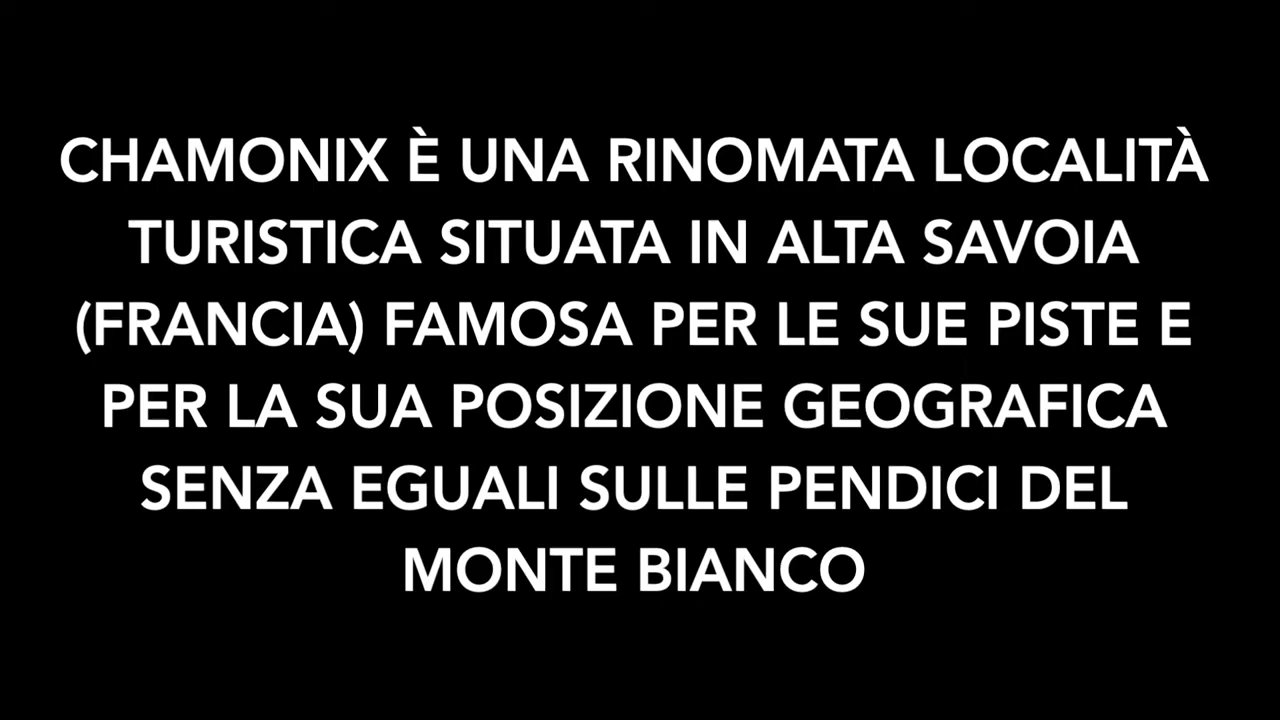 CHAMONIX È UNA RINOMATA LOCALITÀ
TURISTICA SITUATA IN ALTA SAVOIA
(FRANCIA) FAMOSA PER LE SUE PISTE E
PER LA SUA POSIZIONE GEOGRAFICA
SENZA EGUALI SULLE PENDICI DEL
MONTE BIANCO